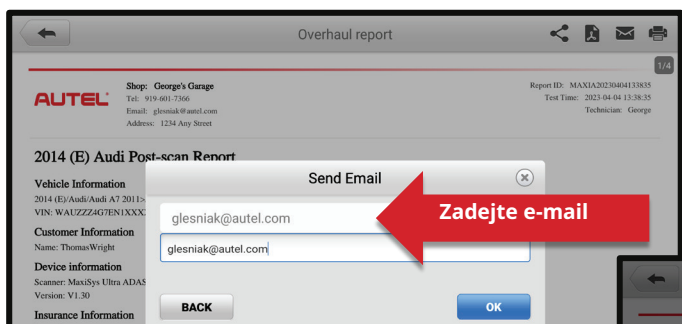 Overhaul report
1/4
AUTEL
Shop: George's Garage
Tel: 919-601-7366
Email: glesniak@autel.com
Address: 1234 Any Street
Report ID: MAXIA20230404133835
Test Time: 2023-04-04 13:38:35
Technician: George
2014 (E) Audi Post-scan Report
Vehicle Information
2014 (E)/Audi/Audi A7 2011>
VIN: WAUZZZ4G7EN1XXX
Customer Information
Name: ThomasWright
Device information
Scanner: MaxiSys Ultra ADAS
Version: V1.30
Insurance Information
Send Email
glesniak@autel.com
glesniak@autel.com
BACK
OK
Zadejte e-mail